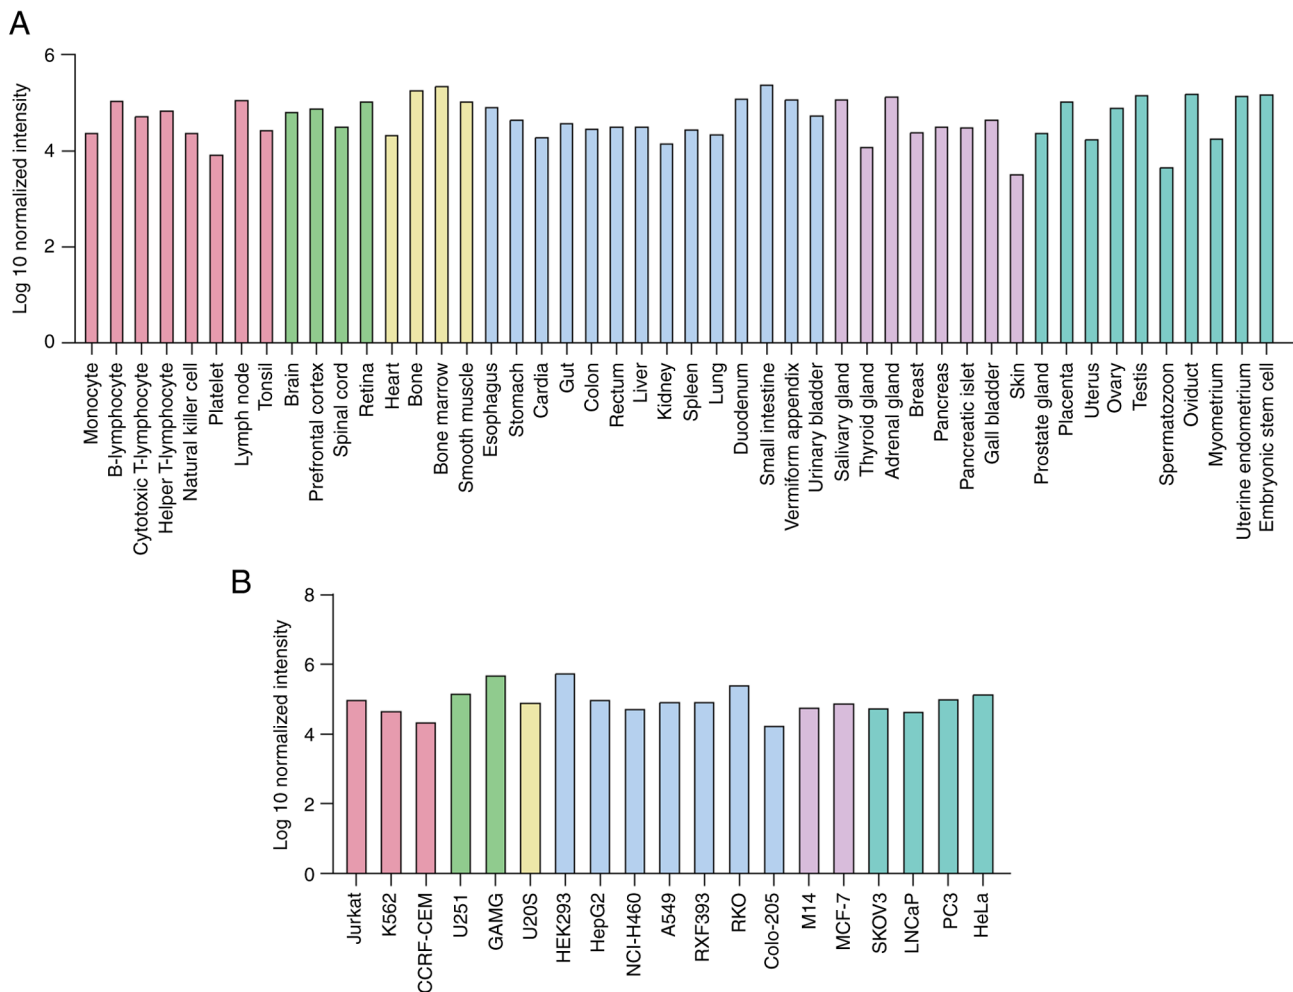 A
Log 10 normalized intensity
6
4
2
0
Monocyte
B-lymphocyte
Cytotoxic T-lymphocyte
Helper T-lymphocyte
Natural killer cell
Platelet
Lymph node
Tonsil
Brain
Prefrontal cortex
Spinal cord
Retina
Heart
Bone
Bone marrow
Smooth muscle
Esophagus
Stomach
Cardia
Gut
Colon
Rectum
Liver
Kidney
Spleen
Lung
Duodenum
Small intestine
Vermiform appendix
Urinary bladder
Salivary gland
Thyroid gland
Adrenal gland
Breast
Pancreas
Pancreatic islet
Gall bladder
Skin
Prostate gland
Placenta
Uterus
Ovary
Testis
Spermatozoon
Oviduct
Myometrium
Uterine endometrium
Embryonic stem cell
B
Log 10 normalized intensity
8
6
4
2
0
Jurkat
K562
CCRF-CEM
U251
GAMG
U20S
HEK293
HepG2
NCI-H460
A549
RXF393
RKO
Colo-205
M14
MCF-7
SKOV3
LNCaP
PC3
HeLa